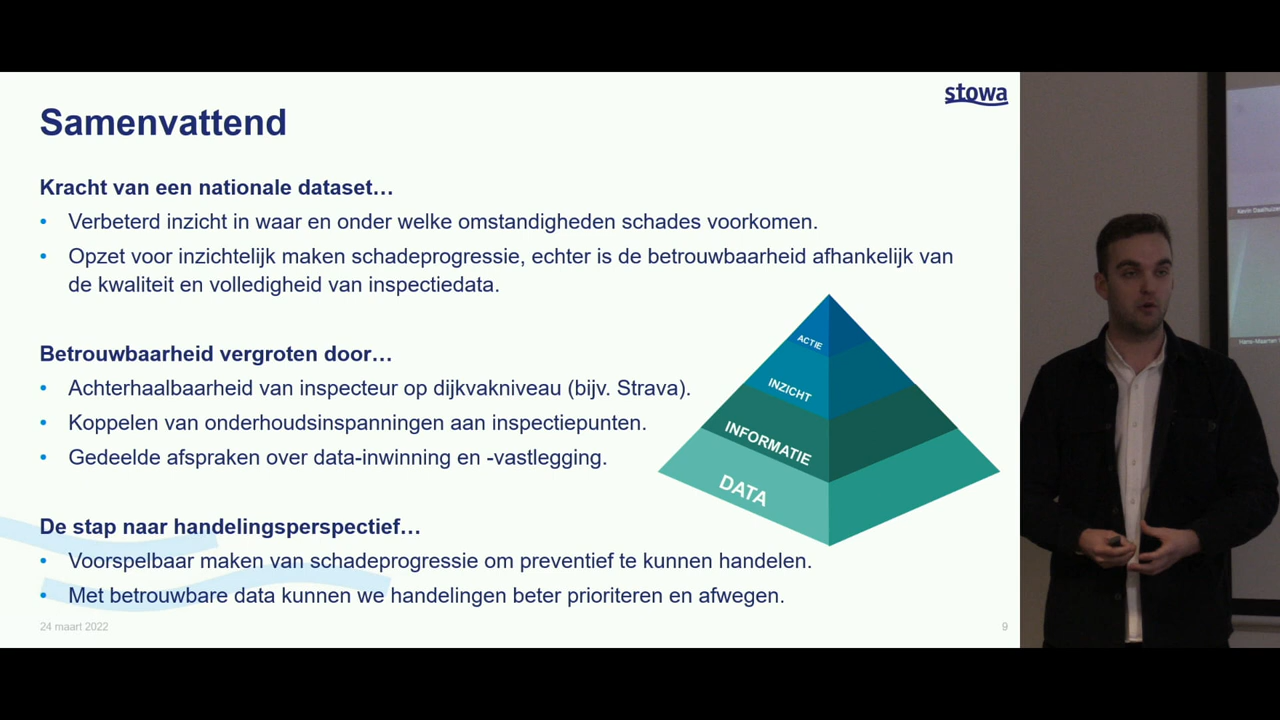 stowa
Samenvattend
Kracht van een nationale dataset…
• Verbeterd inzicht in waar en onder welke omstandigheden schades voorkomen.
• Opzet voor inzichtelijk maken schadeprogressie, echter is de betrouwbaarheid afhankelijk van
de kwaliteit en volledigheid van inspectiedata.
Betrouwbaarheid vergroten door…
• Achterhaalbaarheid van inspecteur op dijkvakniveau (bijv. Strava).
• Koppelen van onderhoudsinspanningen aan inspectiepunten.
• Gedeelde afspraken over data-inwinning en -vastlegging.
ACTIE
INZICHT
INFORMATIE
DATA
De stap naar handelingsperspectief…
• Voorspelbaar maken van schadeprogressie om preventief te kunnen handelen.
• Met betrouwbare data kunnen we handelingen beter prioriteren en afwegen.
24 maart 2022
9
Kevin
Hans-Maarten